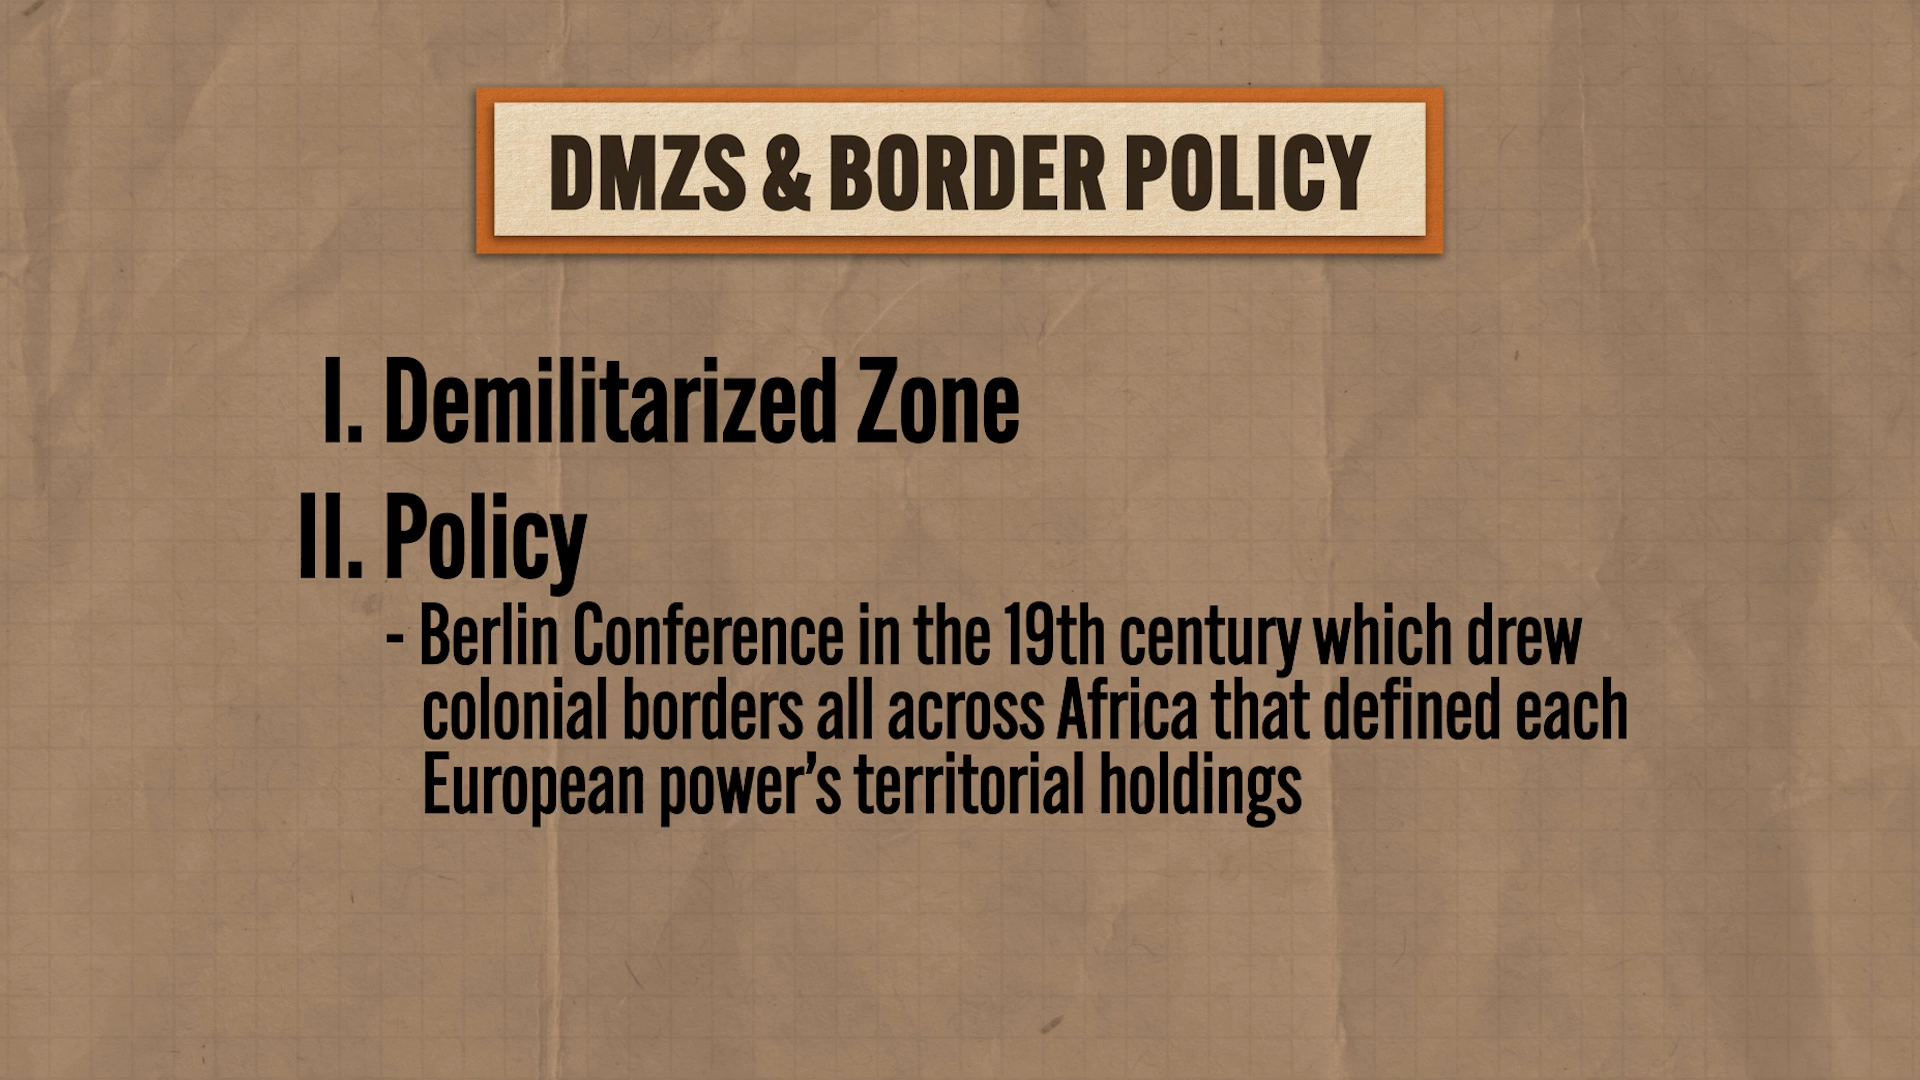 DMZS & BORDER POLICY
I. Demilitarized Zone
II. Policy
- Berlin Conference in the 19th century which drew
colonial borders all across Africa that defined each
European power’s territorial holdings